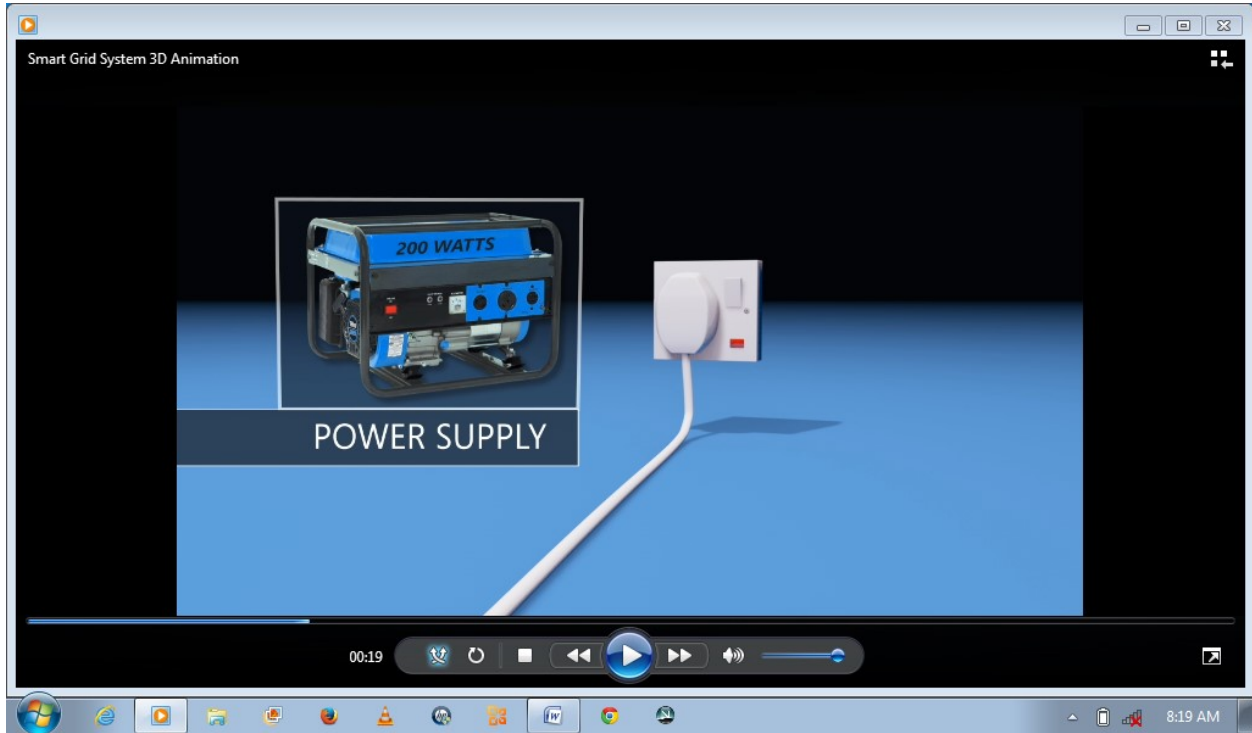 Smart Grid System 3D Animation
200 WATTS
POWER SUPPLY
00:19
8:19 AM